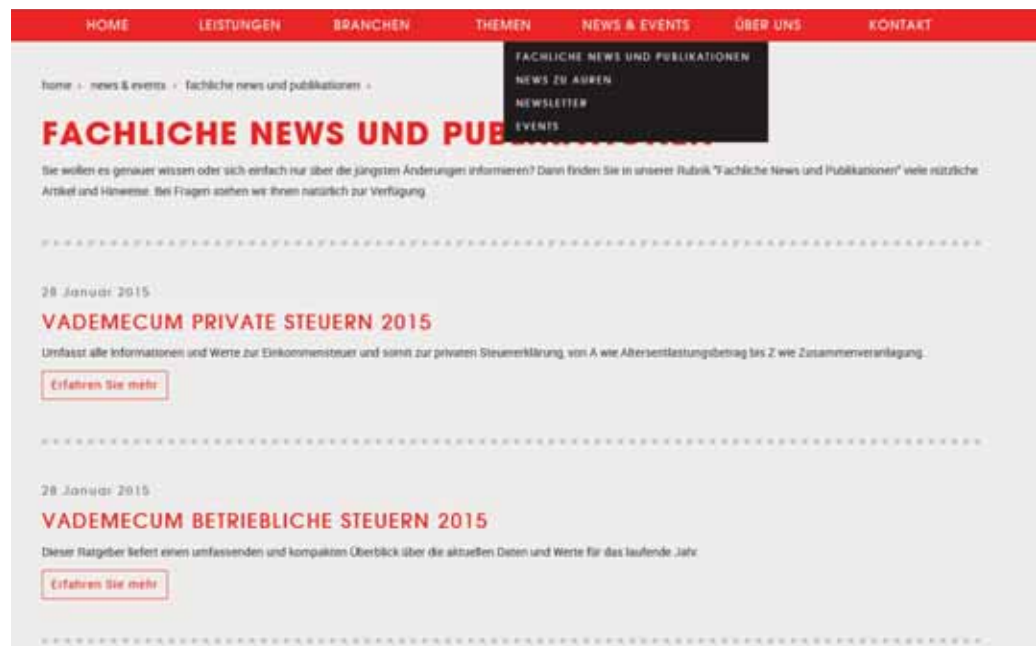 HOME LEISTUNGEN BRANCHEN THEMEN NEWS & EVENTS ÜBER UNS KONTAKT
FACHLICHE NEWS UND PUBLIKATIONEN
NEWS ZU AUREN
NEWSLETTER
EVENTS
home › news & events › fachliche news und publikationen ›
FACHLICHE NEWS UND
Sie wollen es genauer wissen oder sich einfach nur über die jüngsten Änderungen informieren? Dann finden Sie in unserer Rubrik "Fachliche News und Publikationen" viele nützliche
Artikel und Hinweise. Bei Fragen stehen wir Ihnen natürlich zur Verfügung.
28 Januar 2015
VADEMECUM PRIVATE STEUERN 2015
Umfasst alle Informationen und Werte zur Einkommensteuer und somit zur privaten Steuererklärung, von A wie Altersentlastungsbetrag bis Z wie Zusammenveranlagung.
Erfahren Sie mehr
28 Januar 2015
VADEMECUM BETRIEBLICHE STEUERN 2015
Dieser Ratgeber liefert einen umfassenden und kompakten Überblick über die aktuellen Daten und Werte für das laufende Jahr.
Erfahren Sie mehr